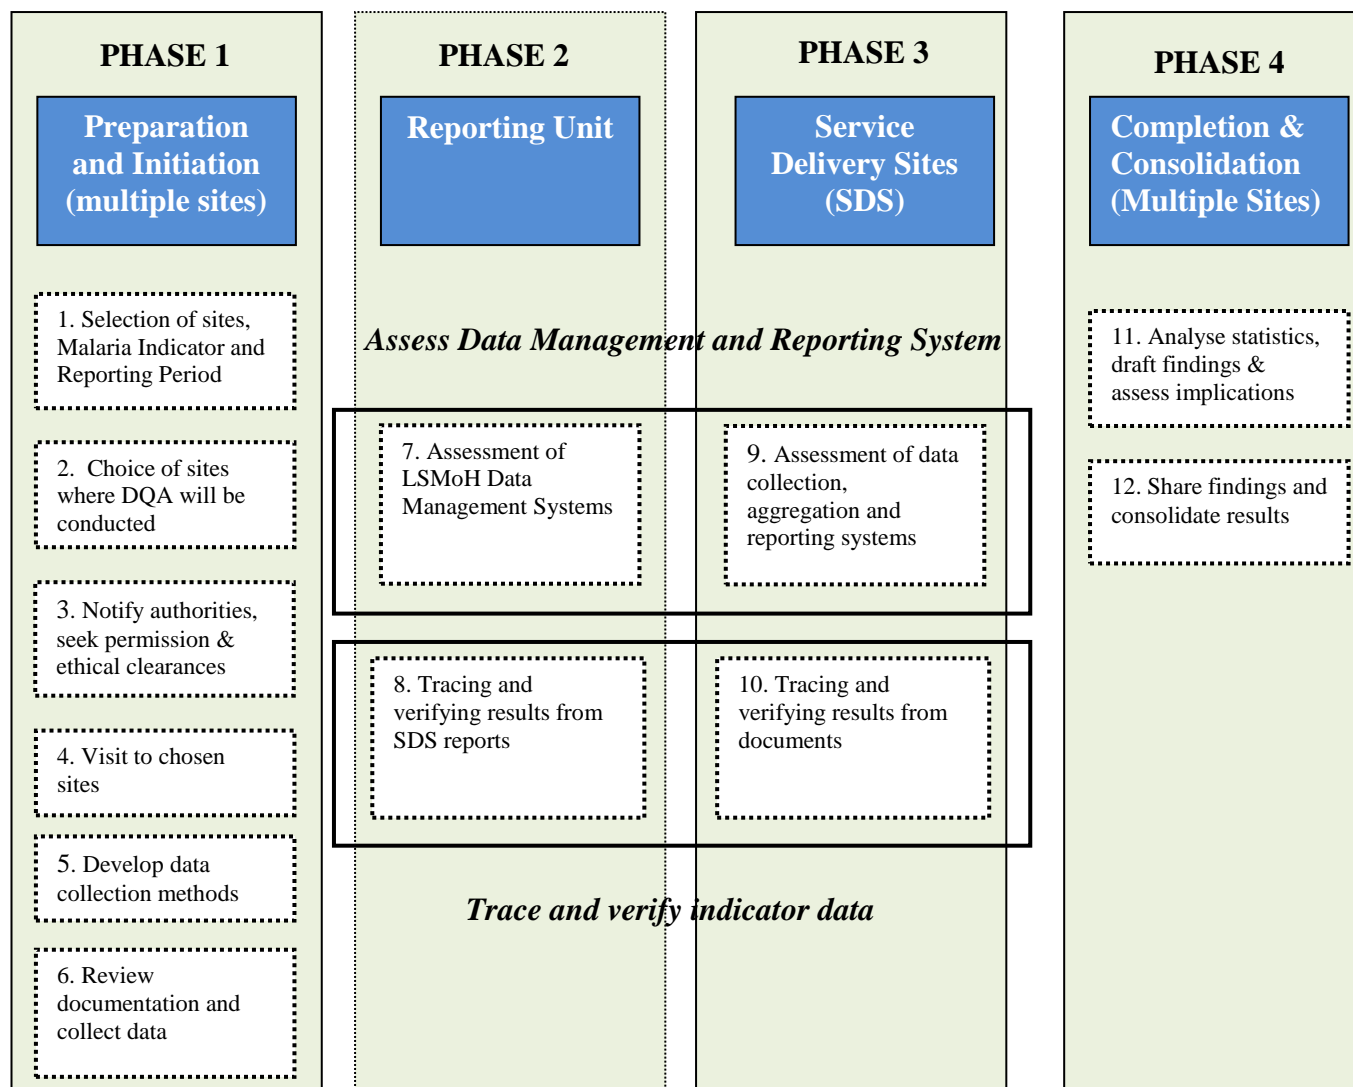 PHASE 1
Preparation
and Initiation
(multiple sites)
1. Selection of sites,
Malaria Indicator and
Reporting Period
2.  Choice of sites
where DQA will be
conducted
3. Notify authorities,
seek permission &
ethical clearances
4. Visit to chosen
sites
5. Develop data
collection methods
6. Review
documentation and
collect data
PHASE 2
Reporting Unit
PHASE 3
Service
Delivery Sites
(SDS)
Assess Data Management and Reporting System
7. Assessment of
LSMoH Data
Management Systems
9. Assessment of data
collection,
aggregation and
reporting systems
8. Tracing and
verifying results from
SDS reports
10. Tracing and
verifying results from
documents
Trace and verify indicator data
PHASE 4
Completion &
Consolidation
(Multiple Sites)
11. Analyse statistics,
draft findings &
assess implications
12. Share findings and
consolidate results